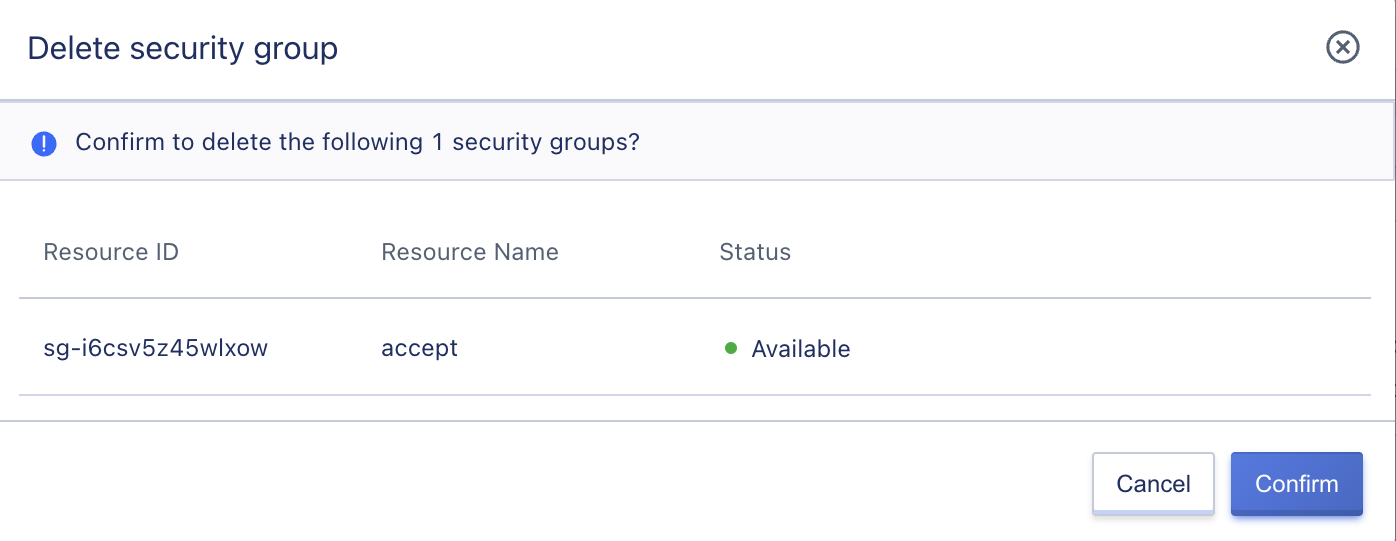 Delete security group
Confirm to delete the following 1 security groups?
Resource ID Resource Name Status
sg-i6csv5z45wlxow accept Available
Cancel Confirm